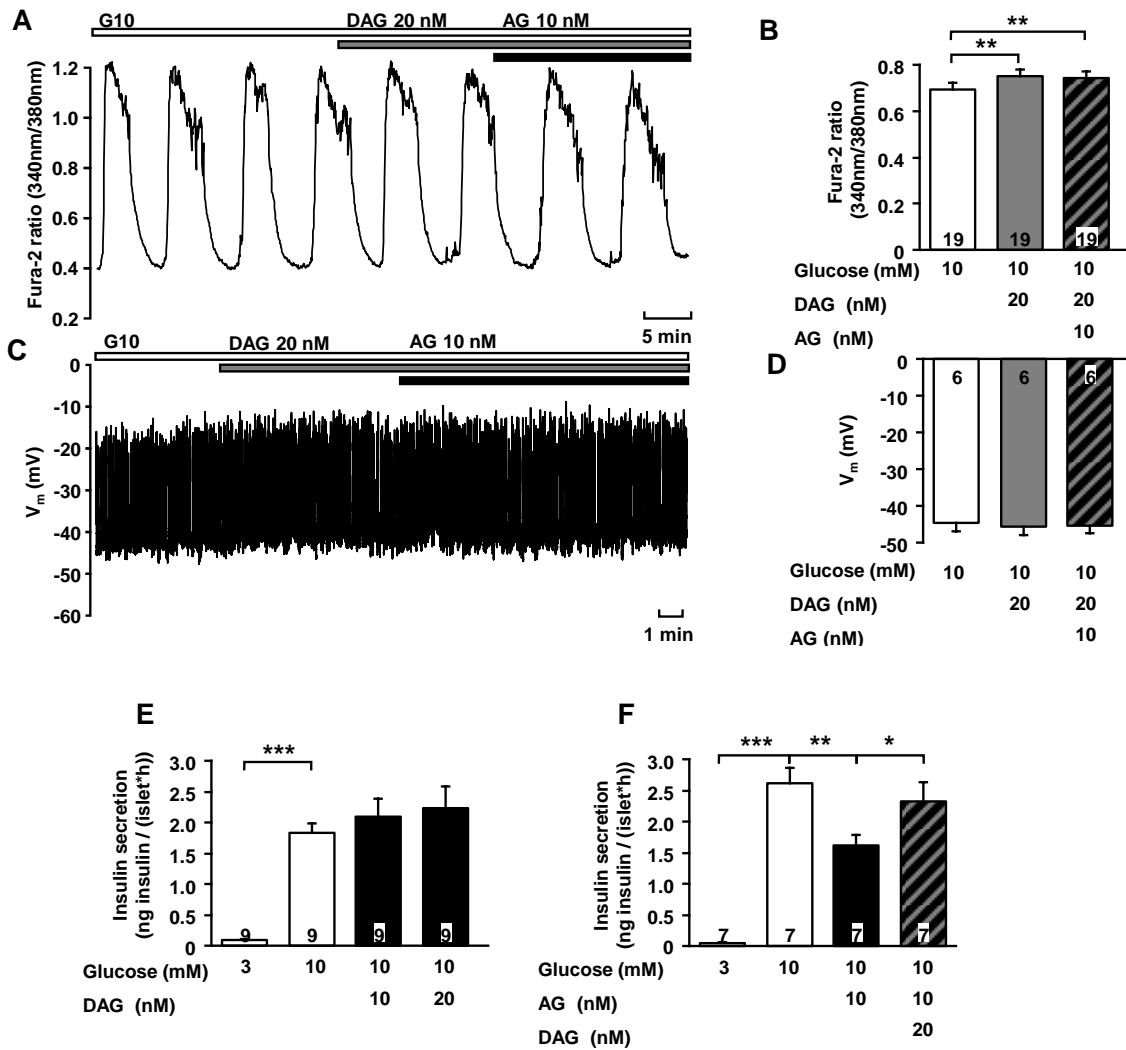 A
G10 DAG 20 nM AG 10 nM
Fura-2 ratio (340nm/380nm)
1.2
1.0
0.8
0.6
0.4
0.2
5 min
B
** 
**
Fura-2 ratio
(340nm/380nm)
0.8
0.6
0.4
0.2
0
19 19 19
Glucose (mM) 10 10 10
DAG (nM) 20 20
AG (nM) 10
C
G10 DAG 20 nM AG 10 nM
Vm (mV)
0
-10
-20
-30
-40
-50
-60
1 min
D
Vm (mV)
0
-10
-20
-30
-40
-50
6 6 6
Glucose (mM) 10 10 10
DAG (nM) 20 20
AG (nM) 10
E
***
Insulin secretion
(ng insulin / (islet*h))
3.0
2.5
2.0
1.5
1.0
0.5
0
9 9 9 9
Glucose (mM) 3 10 10 10
DAG (nM) 10 20
F
*** ** *
Insulin secretion
(ng insulin / (islet*h))
3.0
2.5
2.0
1.5
1.0
0.5
0
7 7 7 7
Glucose (mM) 3 10 10 10
AG (nM) 10 10
DAG (nM) 20